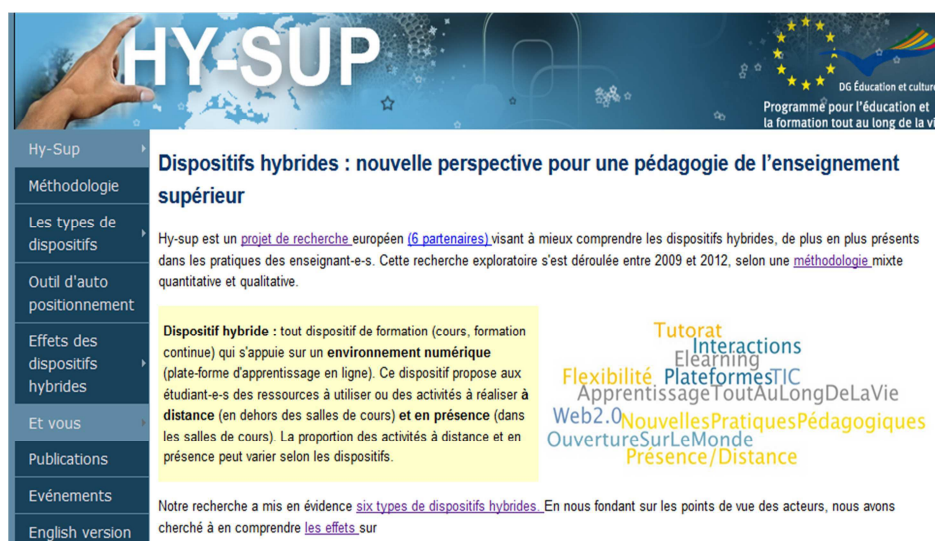 HY-SUP
DG Éducation et culture
Programme pour l'éducation et
la formation tout au long de la vi
Hy-Sup
Méthodologie
Les types de
dispositifs
Outil d'auto
positionnement
Effets des
dispositifs
hybrides
Et vous
Publications
Evénements
English version
Dispositifs hybrides : nouvelle perspective pour une pédagogie de l'enseignement
supérieur
Hy-sup est un projet de recherche européen (6 partenaires) visant à mieux comprendre les dispositifs hybrides, de plus en plus présents
dans les pratiques des enseignant-e-s. Cette recherche exploratoire s'est déroulée entre 2009 et 2012, selon une méthodologie mixte
quantitative et qualitative.
Dispositif hybride : tout dispositif de formation (cours, formation
continue) qui s'appuie sur un environnement numérique
(plate-forme d'apprentissage en ligne). Ce dispositif propose aux
étudiant-e-s des ressources à utiliser ou des activités à réaliser à
distance (en dehors des salles de cours) et en présence (dans
les salles de cours). La proportion des activités à distance et en
présence peut varier selon les dispositifs.
Tutorat
Interactions
Elearning
Flexibilité PlateformesTIC
ApprentissageToutAuLongDeLaVie
Web2.0NouvellesPratiquesPédagogiques
OuvertureSurLeMonde
Présence/Distance
Notre recherche a mis en évidence six types de dispositifs hybrides. En nous fondant sur les points de vue des acteurs, nous avons
cherché à en comprendre les effets sur